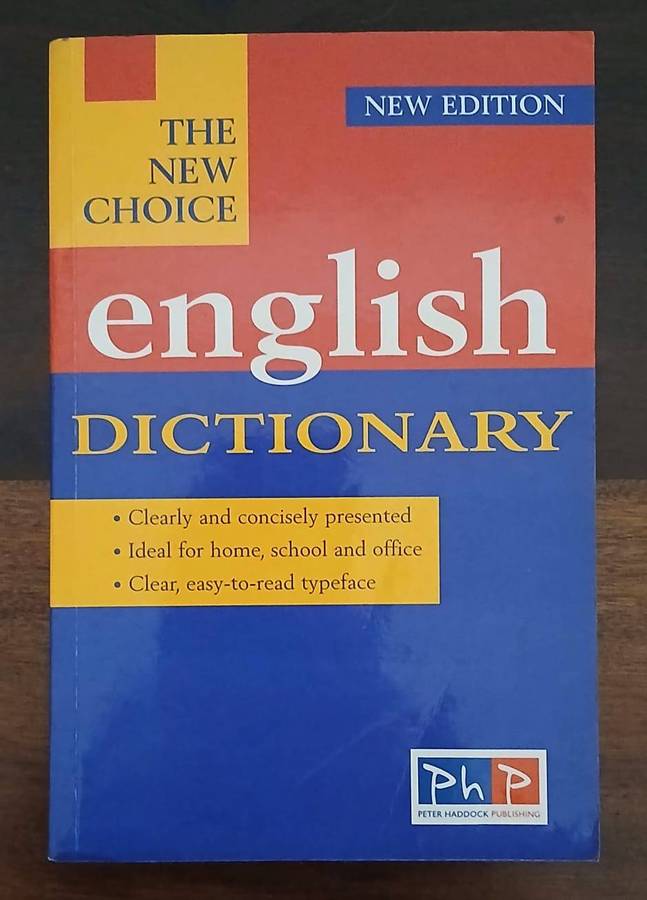 THE
NEW
CHOICE
NEW EDITION
english
DICTIONARY
• Clearly and concisely presented
• Ideal for home, school and office
• Clear, easy-to-read typeface
PhP
PETER HADDOCK PUBLISHING